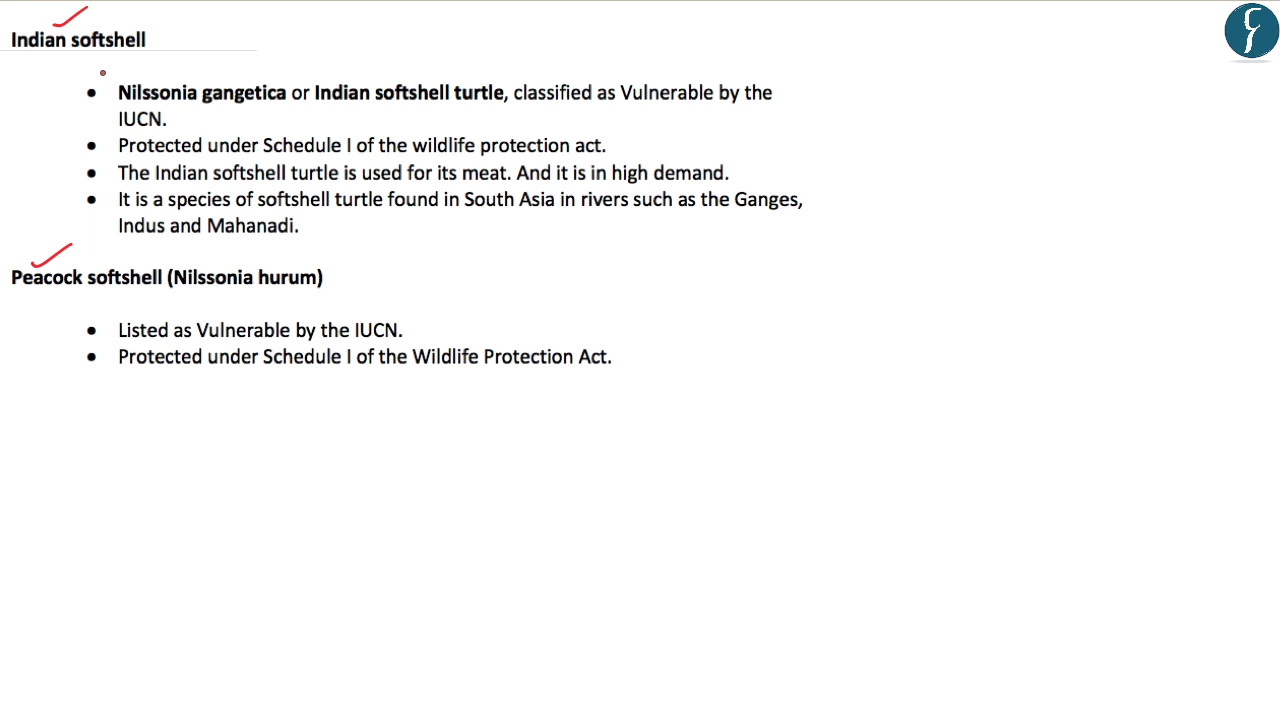 Indian softshell
• Nilssonia gangetica or Indian softshell turtle, classified as Vulnerable by the
IUCN.
• Protected under Schedule I of the wildlife protection act.
• The Indian softshell turtle is used for its meat. And it is in high demand.
• It is a species of softshell turtle found in South Asia in rivers such as the Ganges,
Indus and Mahanadi.
Peacock softshell (Nilssonia hurum)
• Listed as Vulnerable by the IUCN.
• Protected under Schedule I of the Wildlife Protection Act.